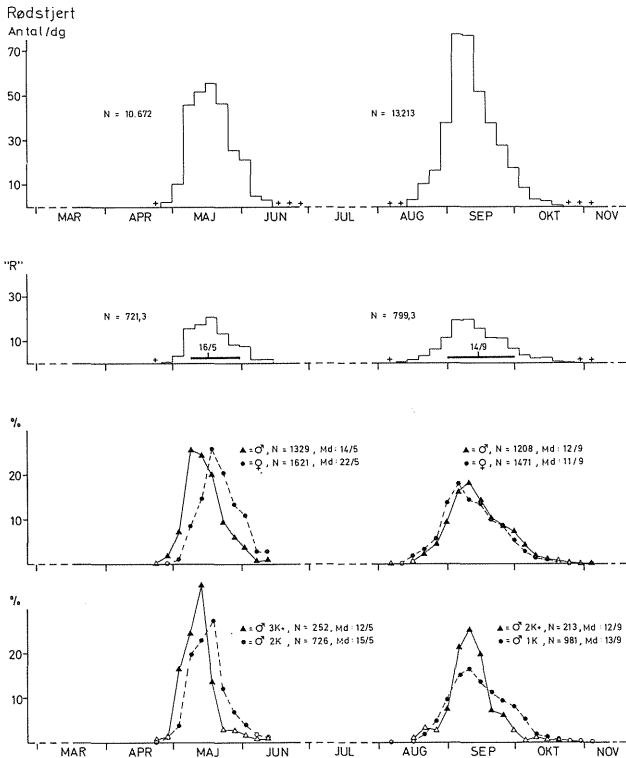 Rødstjert
Antal/dg
70
50
30
10
N = 10.672
N = 13.213
+ + + + + + + + +
MAR APR MAJ JUN JUL AUG SEP OKT NOV
"R"
30
10
N = 721,3
N = 799,3
+ 16/5 + 14/9 + +
%
20
10
▲ = ♂, N = 1329, Md: 14/5
● = ♀, N = 1621, Md: 22/5
▲ = ♂, N = 1208, Md: 12/9
● = ♀, N = 1471, Md: 11/9
%
20
10
▲ = ♂ 3K+, N = 252, Md: 12/5
● = ♂ 2K, N = 726, Md: 15/5
▲ = ♂ 2K+, N = 213, Md: 12/9
● = ♂ 1K, N = 981, Md: 13/9
MAR APR MAJ JUN JUL AUG SEP OKT NOV